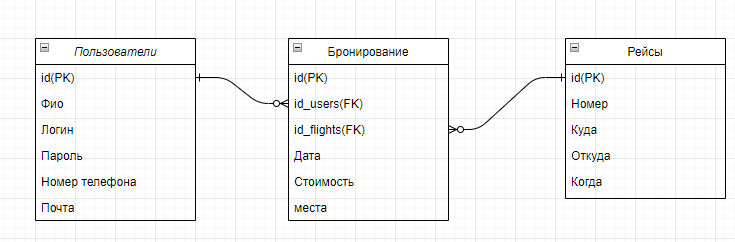 Пользователи
id(PK)
Фио
Логин
Пароль
Номер телефона
Почта
Бронирование
id(PK)
id_users(FK)
id_flights(FK)
Дата
Стоимость
места
Рейсы
id(PK)
Номер
Куда
Откуда
Когда